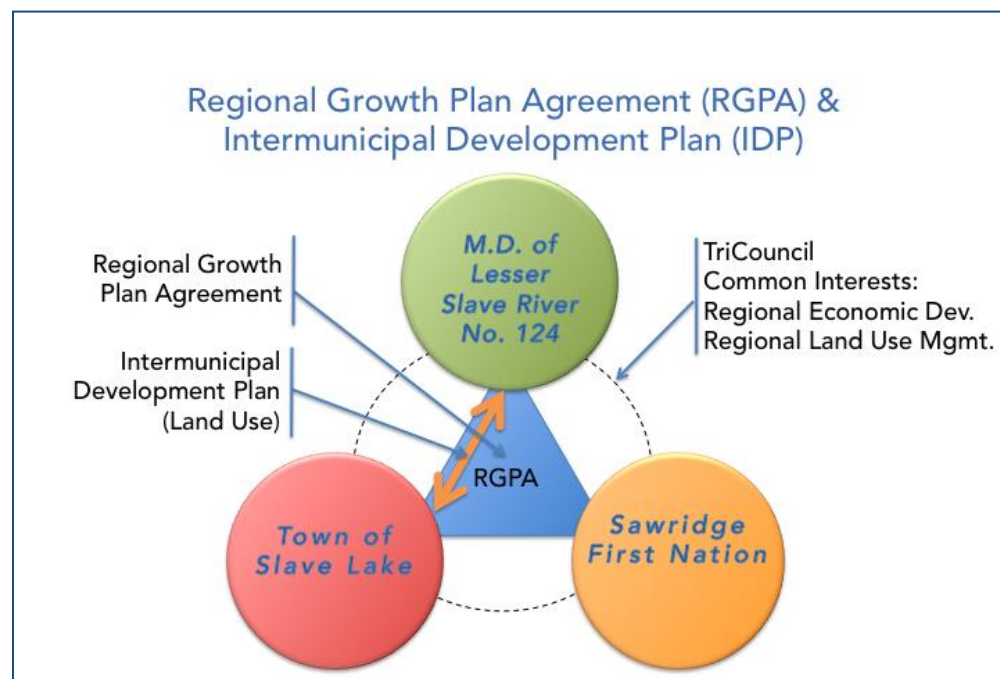 Regional Growth Plan Agreement (RGPA) &
Intermunicipal Development Plan (IDP)
M.D. of
Lesser
Slave River
No. 124
Regional Growth
Plan Agreement
TriCouncil
Common Interests:
Regional Economic Dev.
Regional Land Use Mgmt.
Intermunicipal
Development Plan
(Land Use)
RGPA
Town of
Slave Lake
Sawridge
First Nation